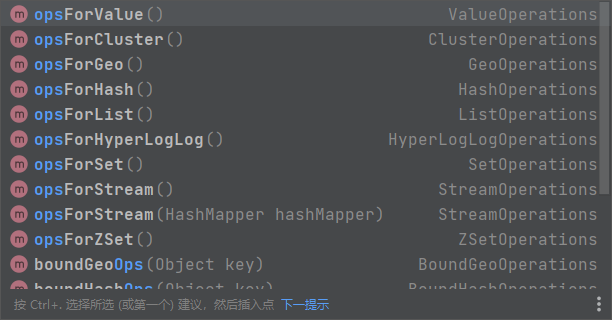 m opsForValue() ValueOperations
m opsForCluster() ClusterOperations
m opsForGeo() GeoOperations
m opsForHash() HashOperations
m opsForList() ListOperations
m opsForHyperLogLog() HyperLogLogOperations
m opsForSet() SetOperations
m opsForStream() StreamOperations
m opsForStream(HashMapper hashMapper) StreamOperations
m opsForZSet() ZSetOperations
m boundGeoOps(Object key) BoundGeoOperations
m boundHashOps(Object key) BoundHashOperations
按 Ctrl+. 选择所选 (或第一个) 建议，然后插入点 下一提示